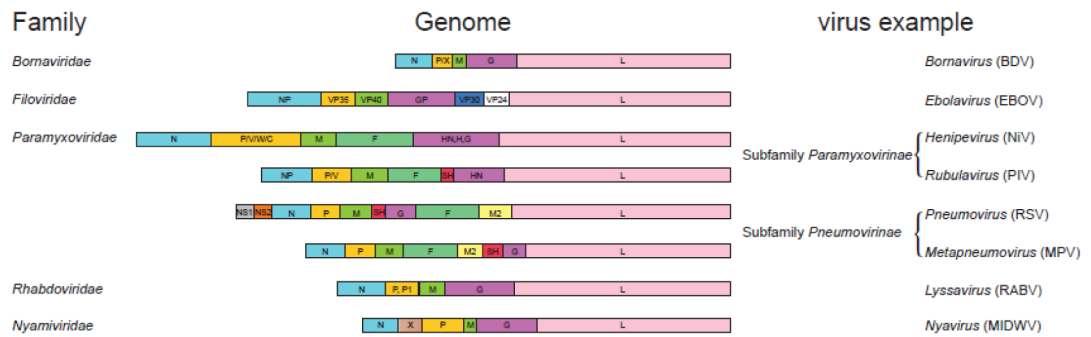 Family Genome virus example
Bornaviridae N P/X M G L Bornavirus (BDV)
Filoviridae NP VP35 VP40 GP VP30 VP24 L Ebolavirus (EBOV)
Paramyxoviridae N P/V/W/C M F HN,H,G L Henipevirus (NiV)
Subfamily Paramyxovirinae
NP P/V M F SH HN L Rubulavirus (PIV)
NS1 NS2 N P M SH G F M2 L Pneumovirus (RSV)
Subfamily Pneumovirinae
N P M F M2 SH G L Metapneumovirus (MPV)
Rhabdoviridae N P, P1 M G L Lyssavirus (RABV)
Nyamiviridae N X P M G L Nyavirus (MIDWV)